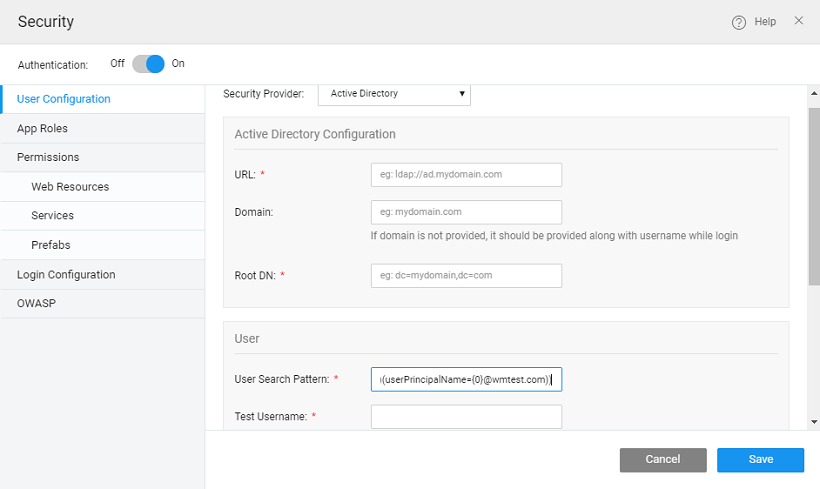 Security
Help
Authentication: Off On
User Configuration
App Roles
Permissions
Web Resources
Services
Prefabs
Login Configuration
OWASP
Security Provider: Active Directory
Active Directory Configuration
URL: * eg: ldap://ad.mydomain.com
Domain: eg: mydomain.com
If domain is not provided, it should be provided along with username while login
Root DN: * eg: dc=mydomain,dc=com
User
User Search Pattern: * (userPrincipalName={0}@wmtest.com))
Test Username: *
Cancel
Save